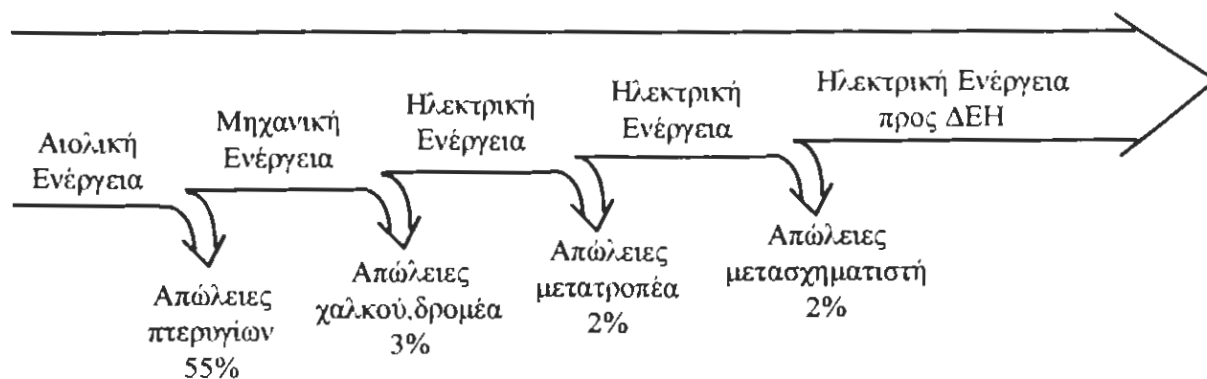 Αιολική
Ενέργεια
Μηχανική
Ενέργεια
Ηλεκτρική
Ενέργεια
Ηλεκτρική
Ενέργεια
Ηλεκτρική Ενέργεια
προς ΔΕΗ
Απώλειες
πτερυγίων
55%
Απώλειες
χαλκού,δρομέα
3%
Απώλειες
μετατροπέα
2%
Απώλειες
μετασχηματιστή
2%